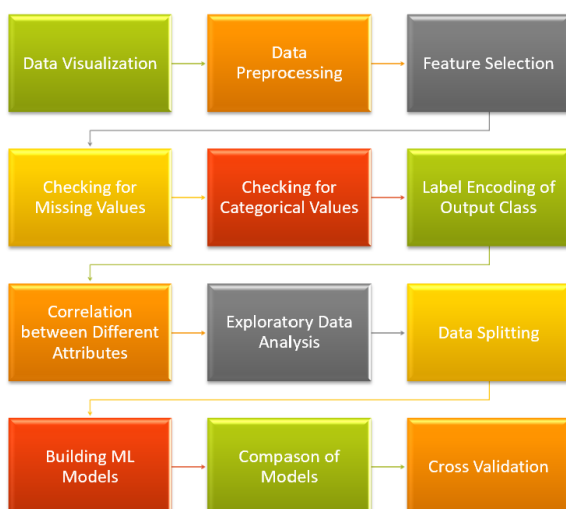 Data Visualization
Data
Preprocessing
Feature Selection
Checking for
Missing Values
Checking for
Categorical Values
Label Encoding of
Output Class
Correlation
between Different
Attributes
Exploratory Data
Analysis
Data Splitting
Building ML
Models
Compason of
Models
Cross Validation